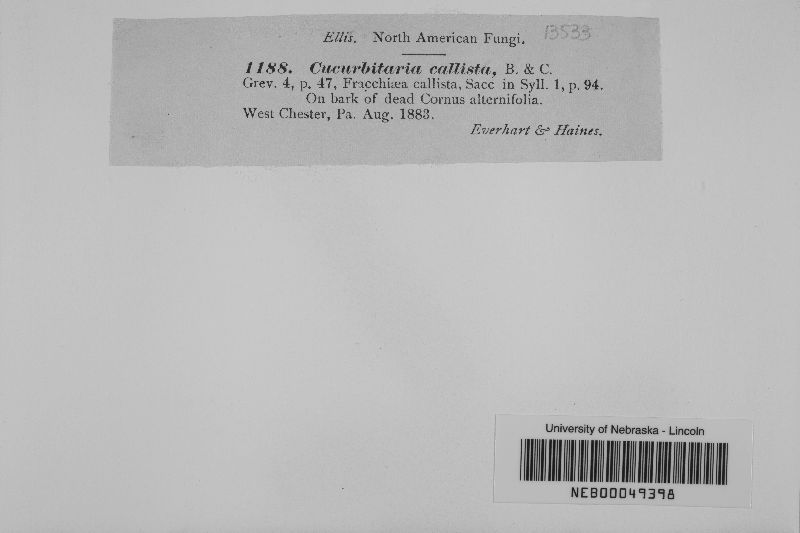 Ellis. North American Fungi. 13533
1188. Cucurbitaria callista, B. & C.
Grev. 4, p. 47, Fracchiæa callista, Sacc in Syll. 1, p. 94.
On bark of dead Cornus alternifolia.
West Chester, Pa. Aug. 1883.
Everhart & Haines.
University of Nebraska - Lincoln
NEB00049398